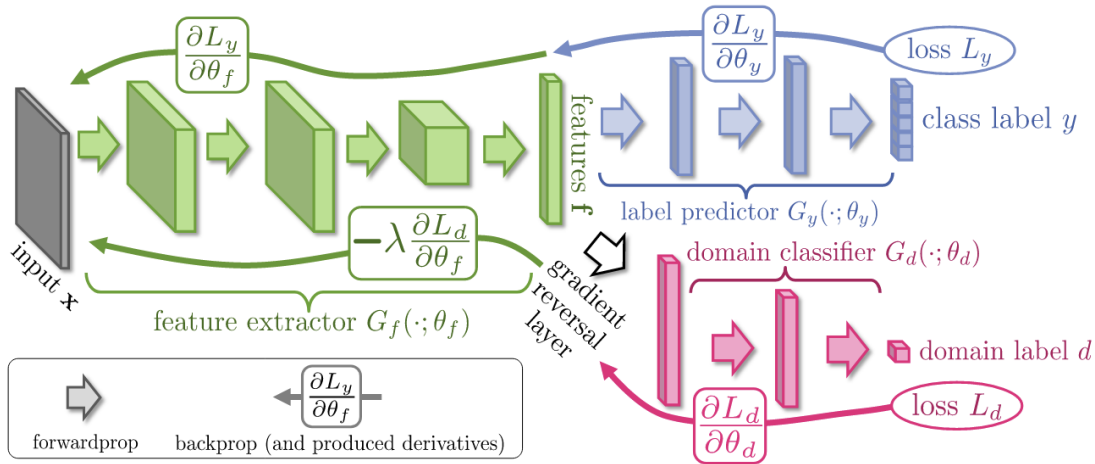 ∂L_y/∂θ_f
∂L_y/∂θ_y
loss L_y
input x
features f
class label y
label predictor G_y(·;θ_y)
−λ ∂L_d/∂θ_f
feature extractor G_f(·;θ_f)
gradient
reversal
layer
domain classifier G_d(·;θ_d)
domain label d
∂L_d/∂θ_d
loss L_d
∂L_y/∂θ_f
forwardprop
backprop (and produced derivatives)